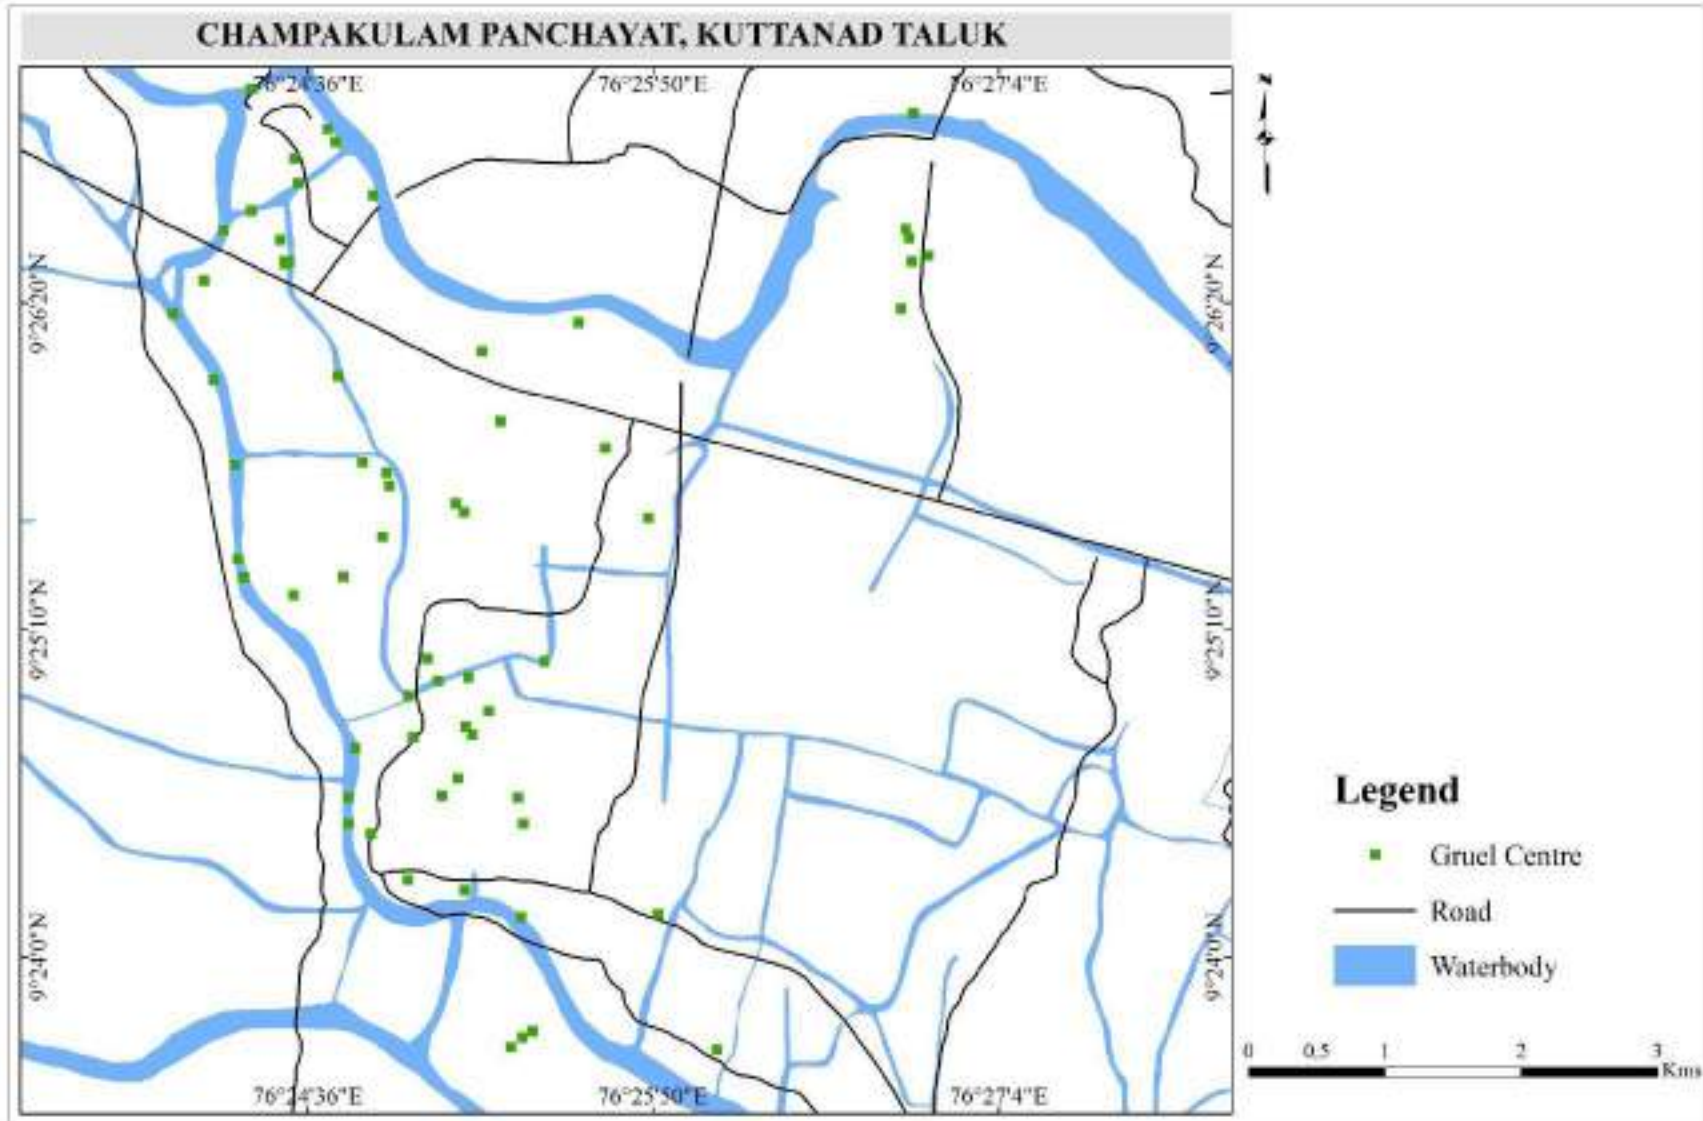 CHAMPAKULAM PANCHAYAT, KUTTANAD TALUK
76°24'36"E 76°25'50"E 76°27'4"E
N
9°26'20"N 9°26'20"N
9°25'10"N 9°25'10"N
9°24'0"N 9°24'0"N
76°24'36"E 76°25'50"E 76°27'4"E
Legend
Gruel Centre
Road
Waterbody
0 0.5 1 2 3
Kms